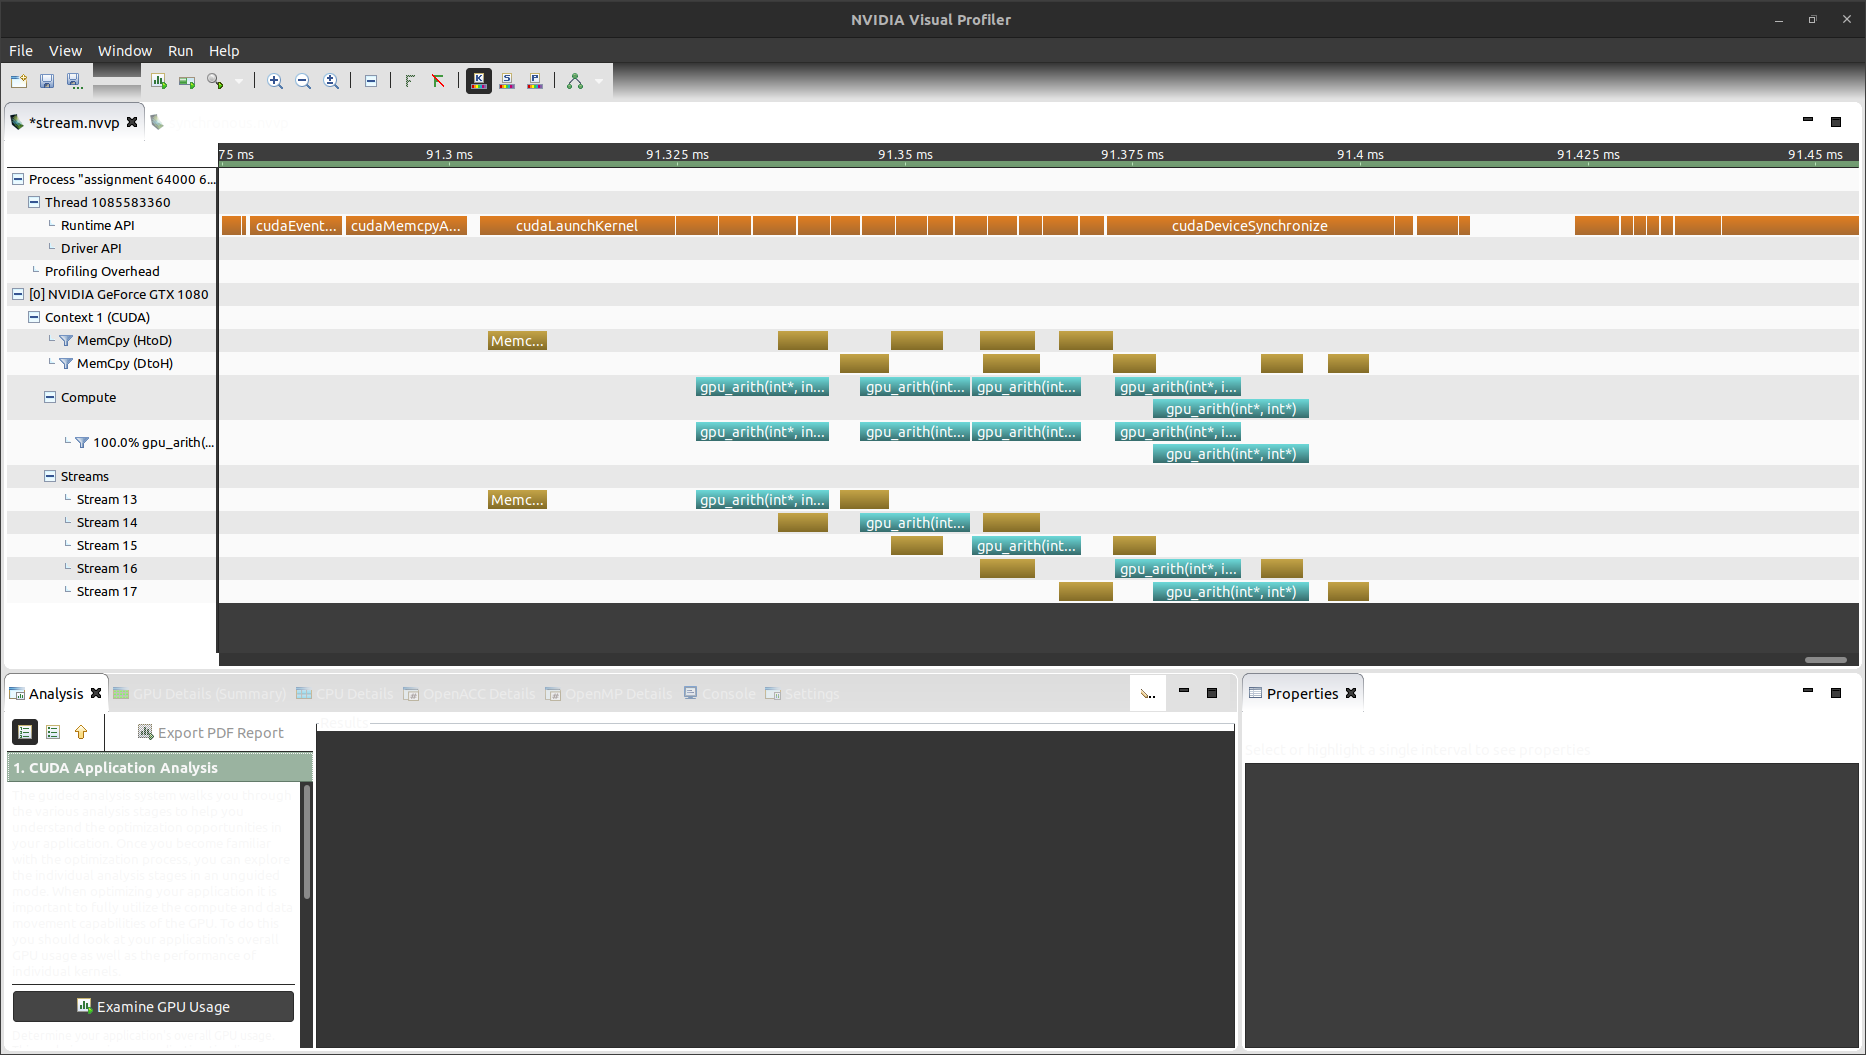 NVIDIA Visual Profiler
File View Window Run Help
*stream.nvvp
75 ms 91.3 ms 91.325 ms 91.35 ms 91.375 ms 91.4 ms 91.425 ms 91.45 ms
Process "assignment 64000 6...
Thread 1085583360
Runtime API cudaEvent... cudaMemcpyA... cudaLaunchKernel cudaDeviceSynchronize
Driver API
Profiling Overhead
[0] NVIDIA GeForce GTX 1080
Context 1 (CUDA)
MemCpy (HtoD) Memc...
MemCpy (DtoH)
gpu_arith(int*, in... gpu_arith(int... gpu_arith(int... gpu_arith(int*, i...
Compute
gpu_arith(int*, int*)
gpu_arith(int*, in... gpu_arith(int... gpu_arith(int... gpu_arith(int*, i...
100.0% gpu_arith(...
gpu_arith(int*, int*)
Streams
Stream 13 Memc... gpu_arith(int*, in...
Stream 14 gpu_arith(int...
Stream 15 gpu_arith(int...
Stream 16 gpu_arith(int*, i...
Stream 17 gpu_arith(int*, int*)
Analysis GPU Details (Summary) CPU Details OpenACC Details OpenMP Details Console Settings
Properties
Export PDF Report
Results
Select or highlight a single interval to see properties
1. CUDA Application Analysis
The guided analysis system walks you through
the various analysis stages to help you
understand the optimization opportunities in
your application. Once you become familiar
with the optimization process, you can explore
the individual analysis stages in an unguided
mode. When optimizing your application it is
important to fully utilize the compute and data
movement capabilities of the GPU. To do this
you should look at your application's overall
GPU usage as well as the performance of
individual kernels.
Examine GPU Usage
Determine your application's overall GPU usage.